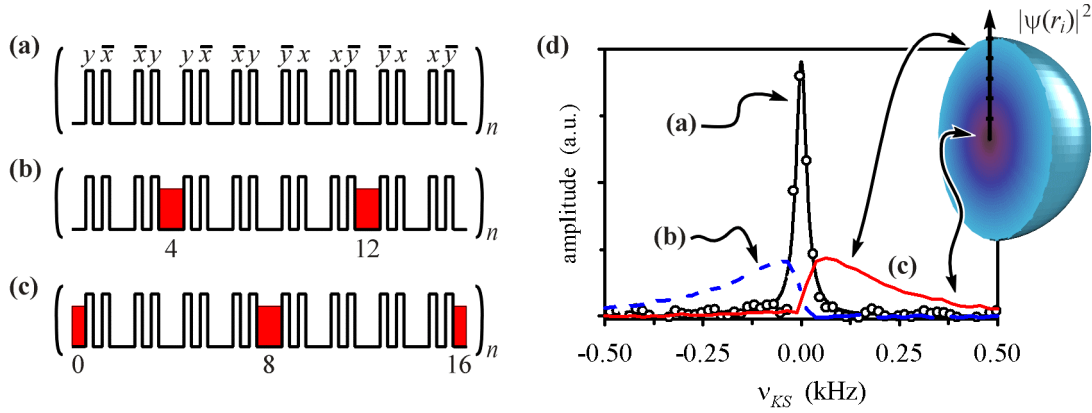 (a)
y x̅ x̅ y y x̅ x̅ y y̅ x x y̅ y̅ x x y̅
n
(b)
n
4 12
(c)
n
0 8 16
(d)
|ψ(r_i)|²
amplitude (a.u.)
(a)
(b)
(c)
-0.50 -0.25 0.00 0.25 0.50
ν_KS (kHz)